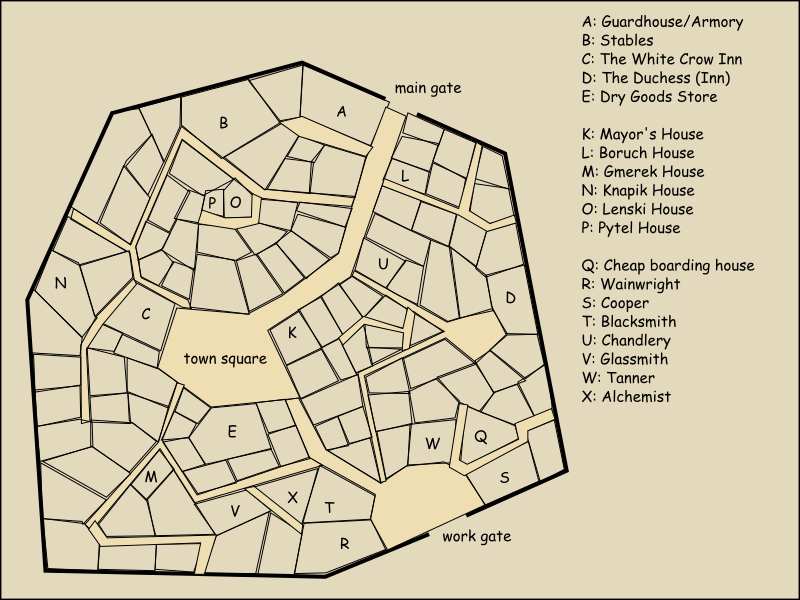 A: Guardhouse/Armory
B: Stables
C: The White Crow Inn
D: The Duchess (Inn)
E: Dry Goods Store
K: Mayor's House
L: Boruch House
M: Gmerek House
N: Knapik House
O: Lenski House
P: Pytel House
Q: Cheap boarding house
R: Wainwright
S: Cooper
T: Blacksmith
U: Chandlery
V: Glassmith
W: Tanner
X: Alchemist
main gate
A
B
L
P O
U
N
D
C
K
town square
E
W
Q
M
S
X
T
V
work gate
R